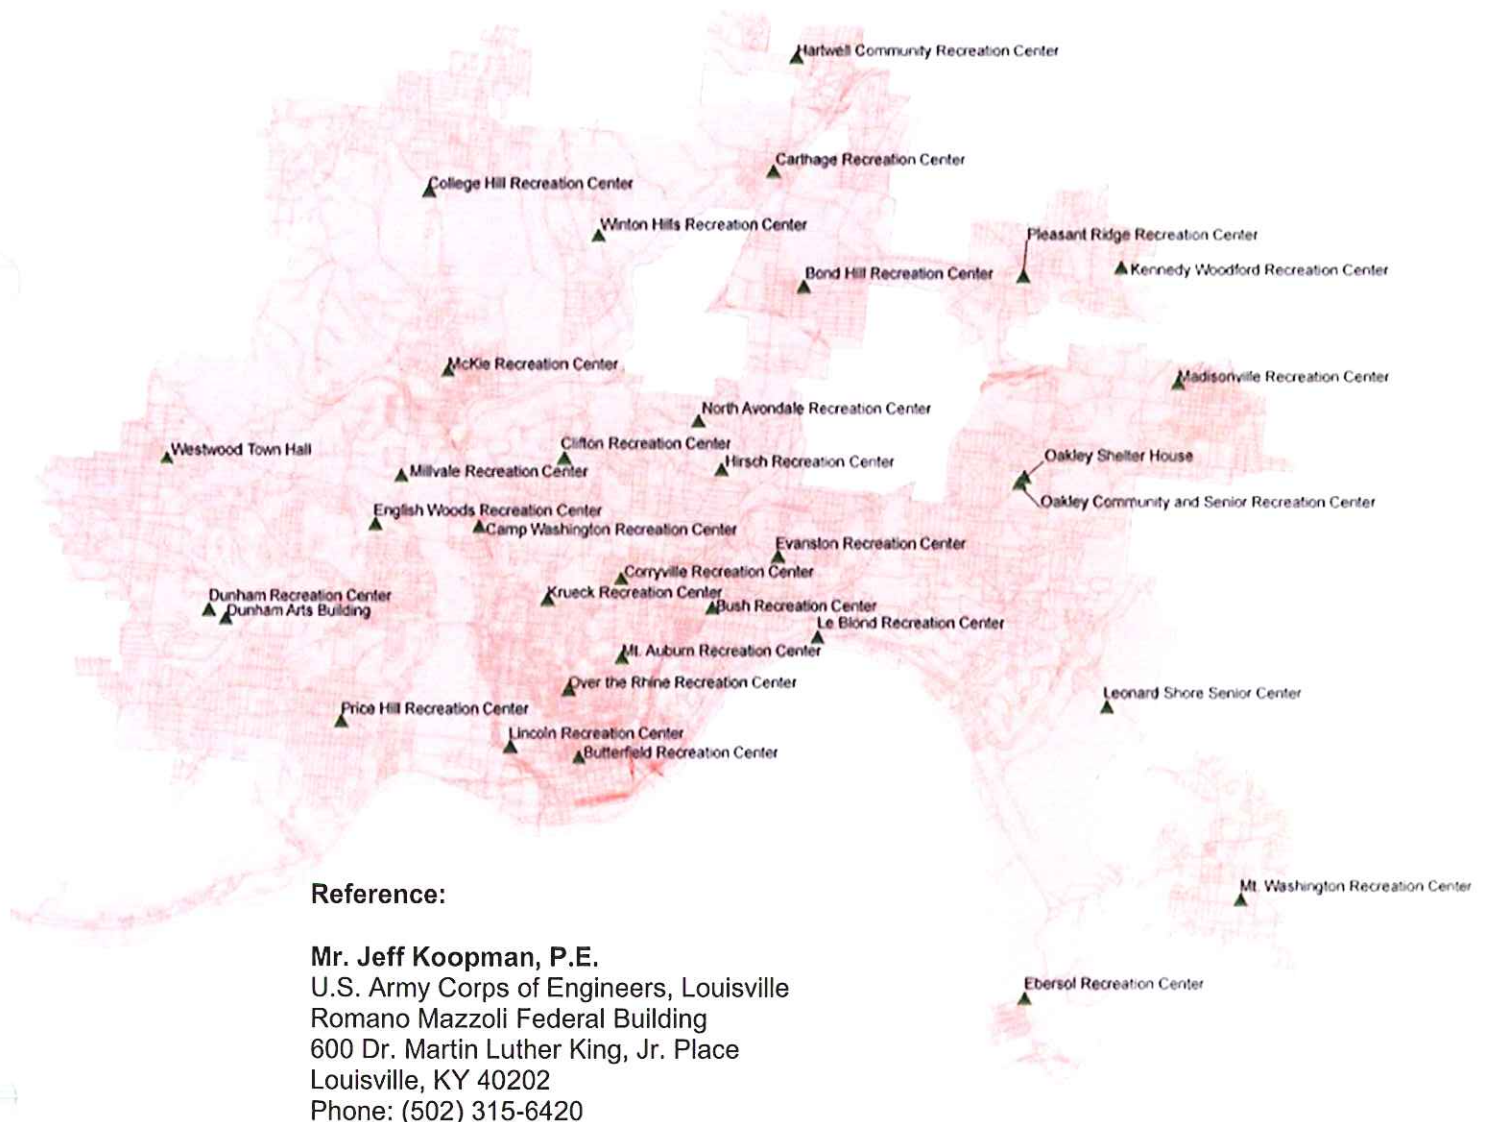 Hartwell Community Recreation Center
Carthage Recreation Center
College Hill Recreation Center
Winton Hills Recreation Center
Pleasant Ridge Recreation Center
Bond Hill Recreation Center
Kennedy Woodford Recreation Center
McKie Recreation Center
Madisonville Recreation Center
North Avondale Recreation Center
Clifton Recreation Center
Westwood Town Hall
Oakley Shelter House
Hirsch Recreation Center
Millvale Recreation Center
Oakley Community and Senior Recreation Center
English Woods Recreation Center
Camp Washington Recreation Center
Evanston Recreation Center
Corryville Recreation Center
Krueck Recreation Center
Dunham Recreation Center
Bush Recreation Center
Dunham Arts Building
Le Blond Recreation Center
Mt. Auburn Recreation Center
Over the Rhine Recreation Center
Leonard Shore Senior Center
Price Hill Recreation Center
Lincoln Recreation Center
Butterfield Recreation Center
Mt. Washington Recreation Center
Ebersol Recreation Center
Reference:
Mr. Jeff Koopman, P.E.
U.S. Army Corps of Engineers, Louisville
Romano Mazzoli Federal Building
600 Dr. Martin Luther King, Jr. Place
Louisville, KY 40202
Phone: (502) 315-6420